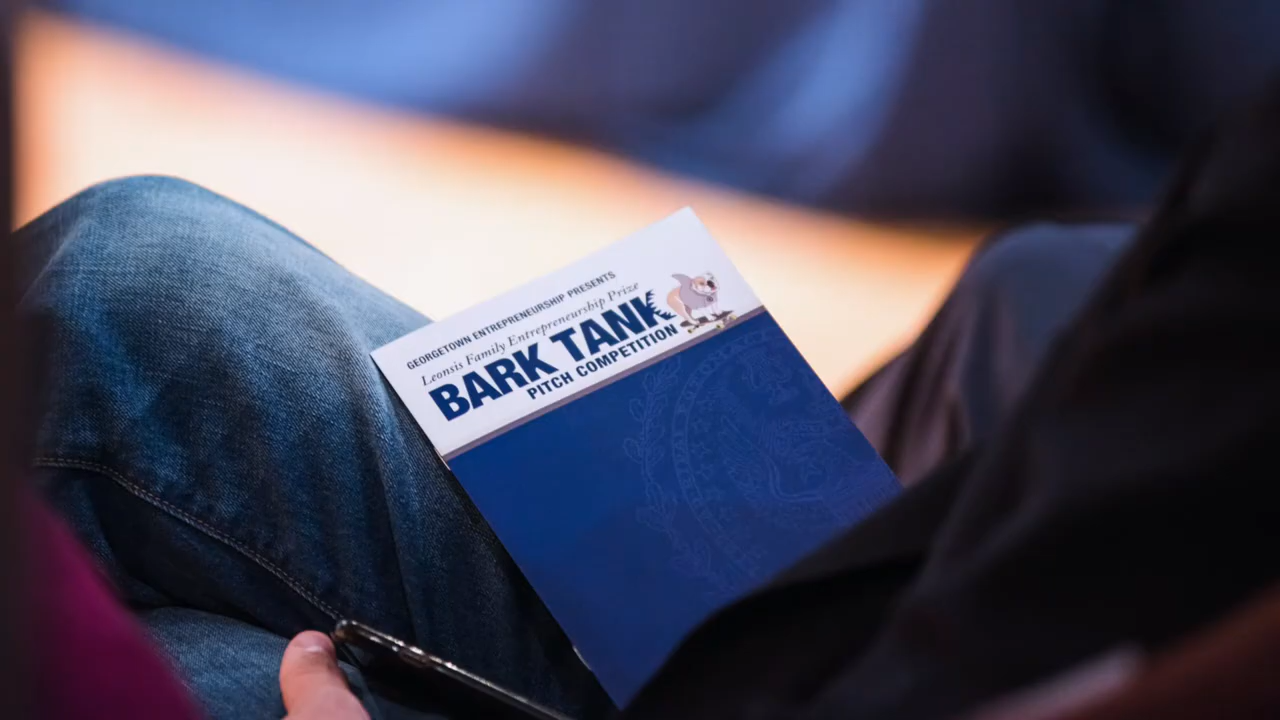 GEORGETOWN ENTREPRENEURSHIP PRESENTS
Leonsis Family Entrepreneurship Prize
BARK TANK
PITCH COMPETITION